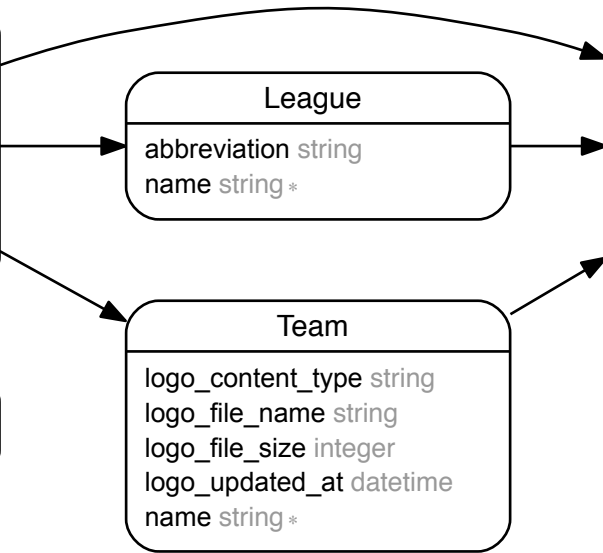 League
abbreviation string
name string *
Team
logo_content_type string
logo_file_name string
logo_file_size integer
logo_updated_at datetime
name string *